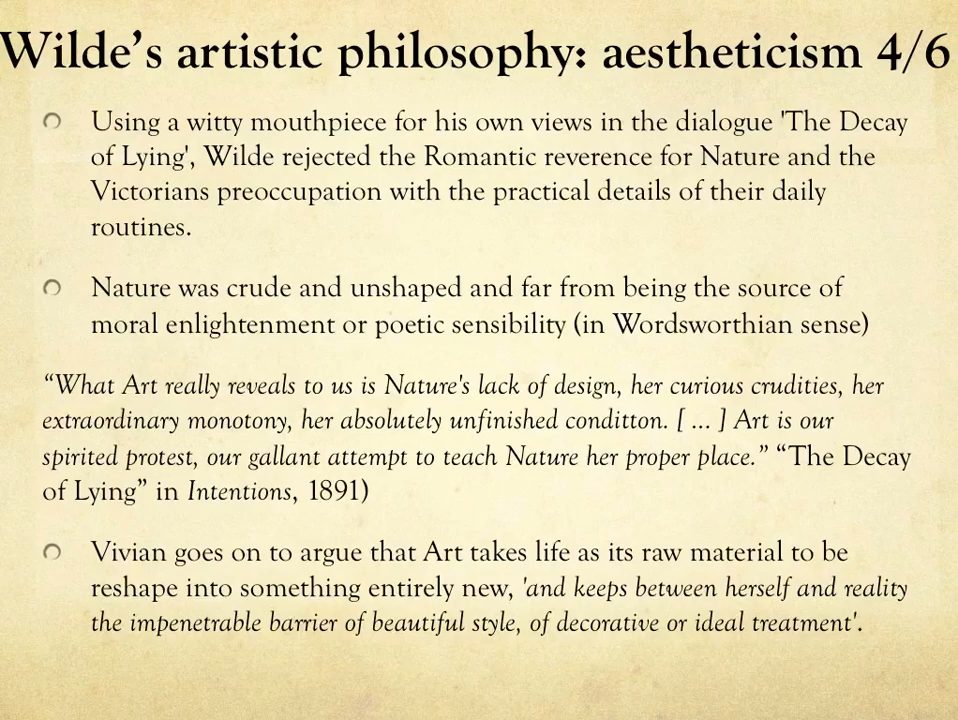 Wilde’s artistic philosophy: aestheticism 4/6
Using a witty mouthpiece for his own views in the dialogue 'The Decay
of Lying', Wilde rejected the Romantic reverence for Nature and the
Victorians preoccupation with the practical details of their daily
routines.
Nature was crude and unshaped and far from being the source of
moral enlightenment or poetic sensibility (in Wordsworthian sense)
“What Art really reveals to us is Nature's lack of design, her curious crudities, her
extraordinary monotony, her absolutely unfinished conditton. [ ... ] Art is our
spirited protest, our gallant attempt to teach Nature her proper place.” “The Decay
of Lying” in Intentions, 1891)
Vivian goes on to argue that Art takes life as its raw material to be
reshape into something entirely new, 'and keeps between herself and reality
the impenetrable barrier of beautiful style, of decorative or ideal treatment'.